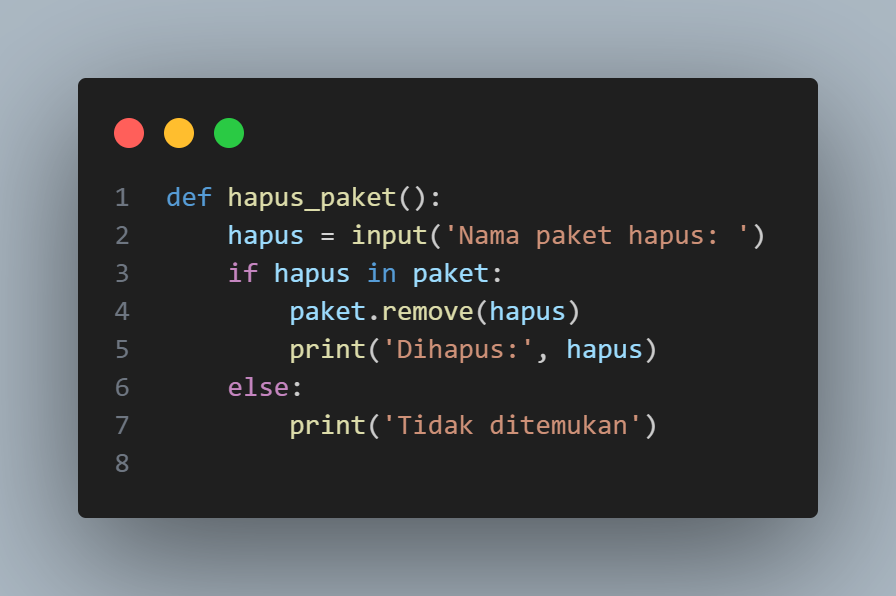 1 def hapus_paket():
2     hapus = input('Nama paket hapus: ')
3     if hapus in paket:
4         paket.remove(hapus)
5         print('Dihapus:', hapus)
6     else:
7         print('Tidak ditemukan')
8